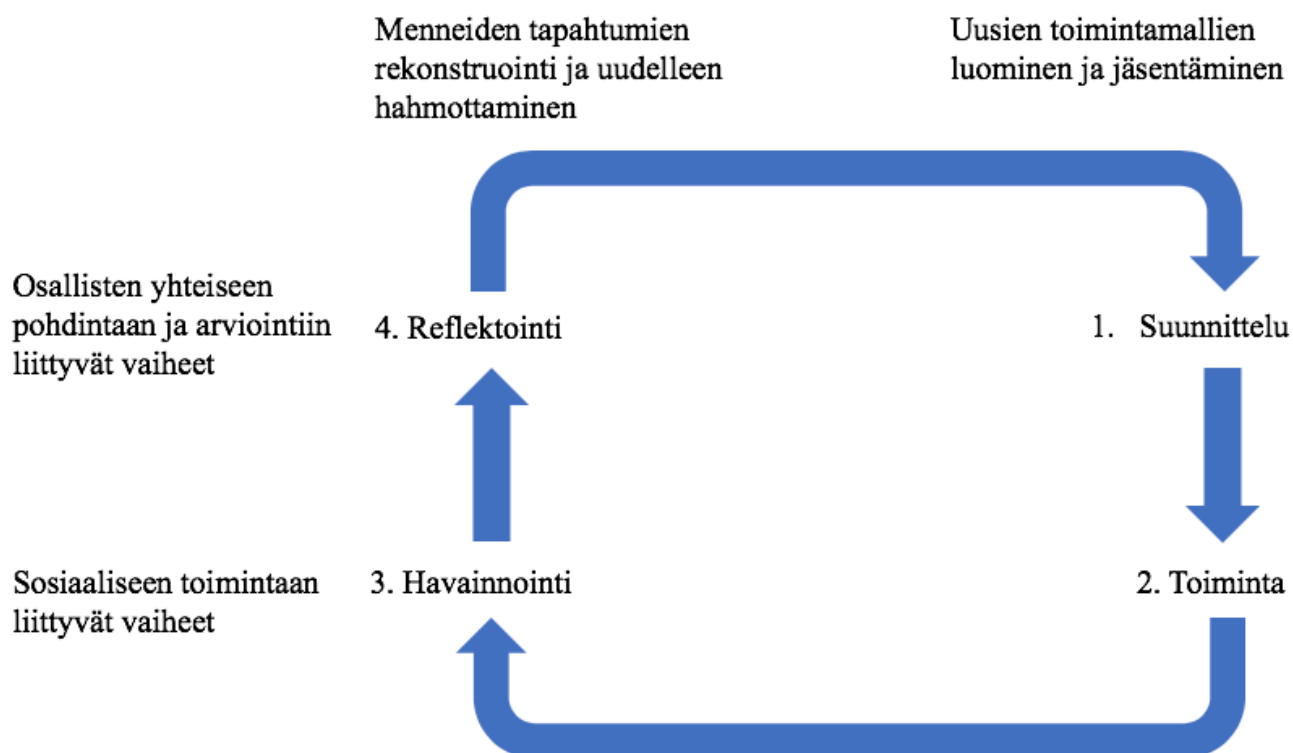 Menneiden tapahtumien
rekonstruointi ja uudelleen
hahmottaminen
Uusien toimintamallien
luominen ja jäsentäminen
Osallisten yhteiseen
pohdintaan ja arviointiin
liittyvät vaiheet
4. Reflektointi
1. Suunnittelu
Sosiaaliseen toimintaan
liittyvät vaiheet
3. Havainnointi
2. Toiminta